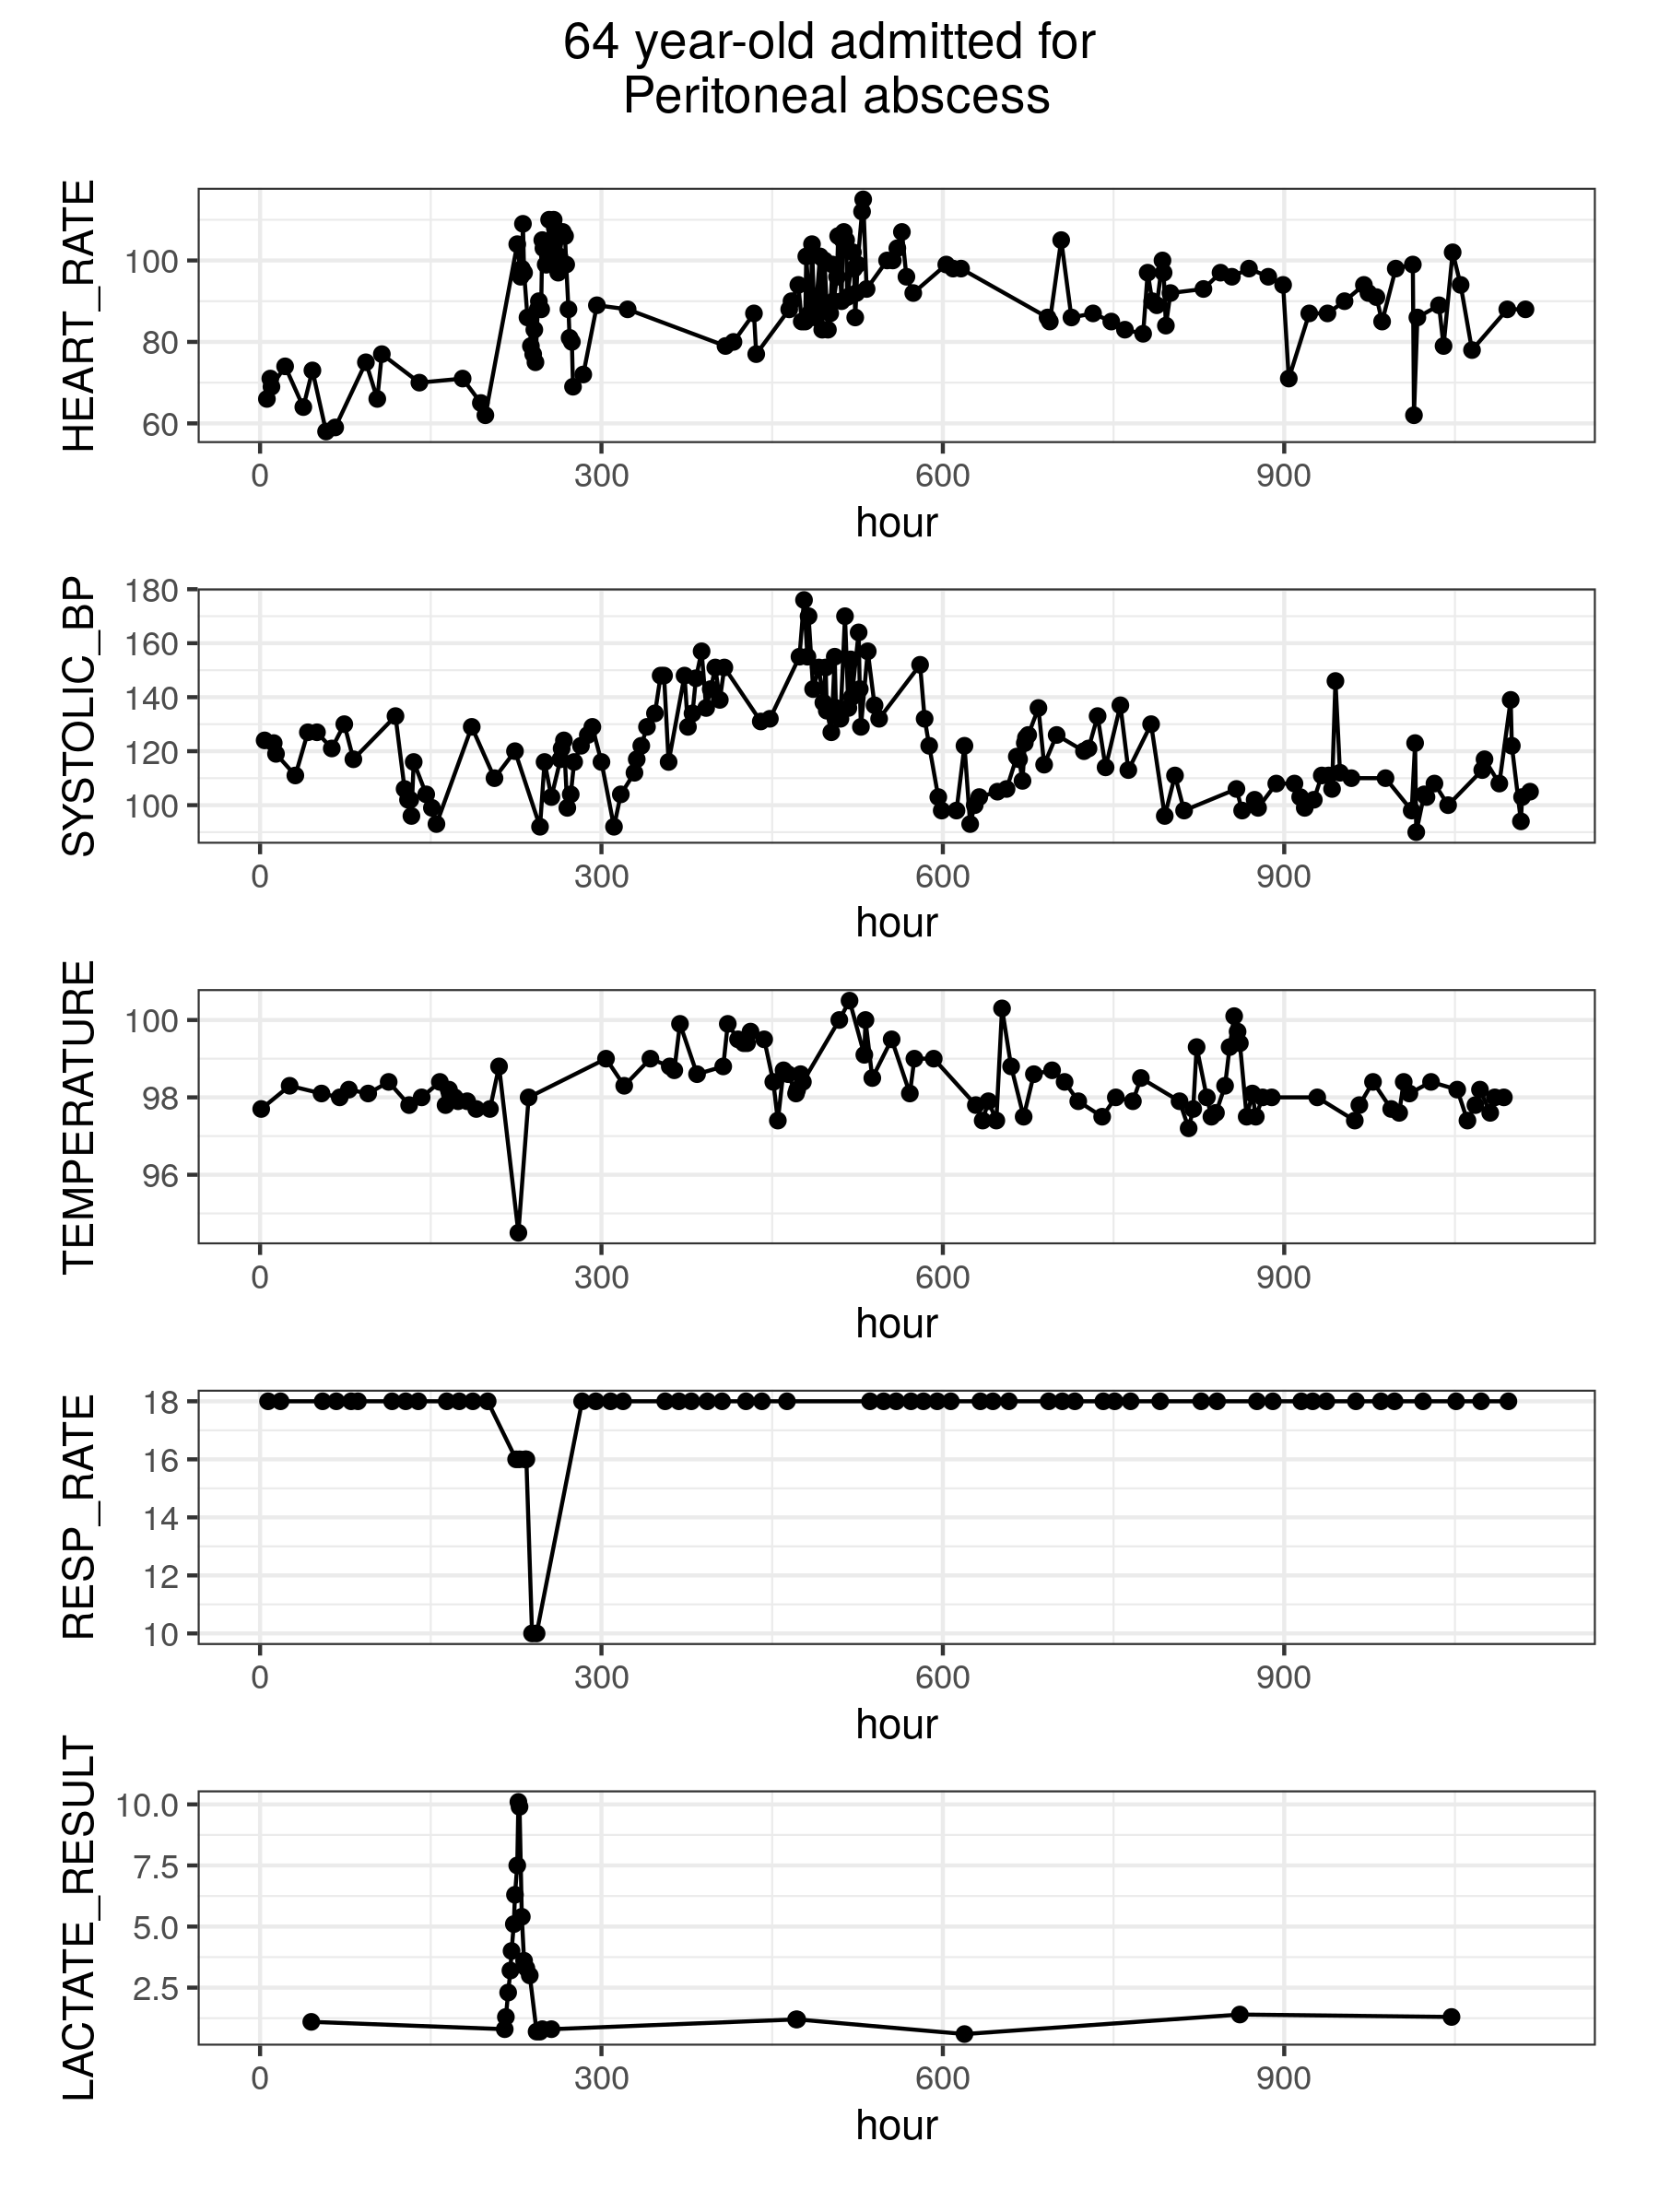 64 year-old admitted for
Peritoneal abscess
HEART_RATE
100
80
60
0 300 600 900
hour
SYSTOLIC_BP
180
160
140
120
100
0 300 600 900
hour
TEMPERATURE
100
98
96
0 300 600 900
hour
RESP_RATE
18
16
14
12
10
0 300 600 900
hour
LACTATE_RESULT
10.0
7.5
5.0
2.5
0 300 600 900
hour